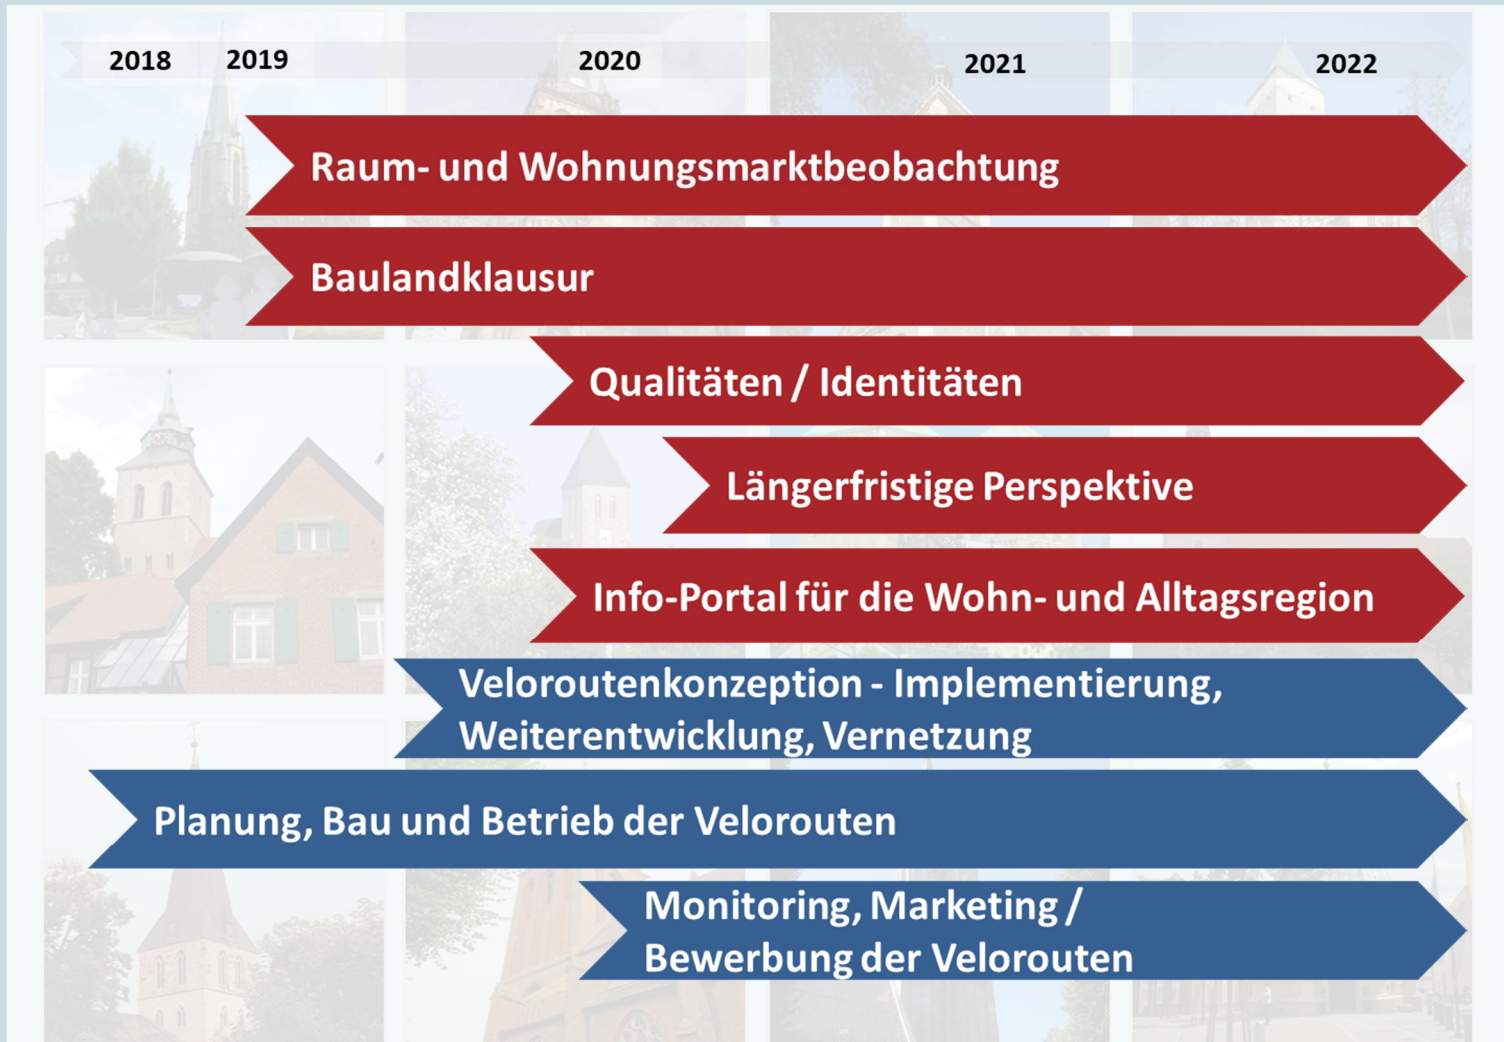 2018 2019 2020 2021 2022
Raum- und Wohnungsmarktbeobachtung
Baulandklausur
Qualitäten / Identitäten
Längerfristige Perspektive
Info-Portal für die Wohn- und Alltagsregion
Veloroutenkonzeption - Implementierung,
Weiterentwicklung, Vernetzung
Planung, Bau und Betrieb der Velorouten
Monitoring, Marketing /
Bewerbung der Velorouten